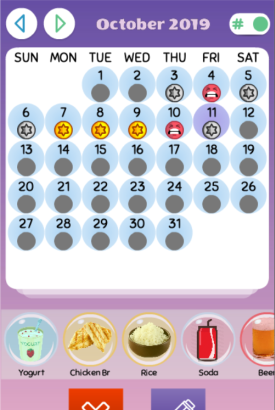 October 2019 #
SUN MON TUE WED THU FRI SAT
1 2 3 4 5
6 7 8 9 10 11 12
13 14 15 16 17 18 19
20 21 22 23 24 25 26
27 28 29 30 31
Yogurt Chicken Br Rice Soda Beer